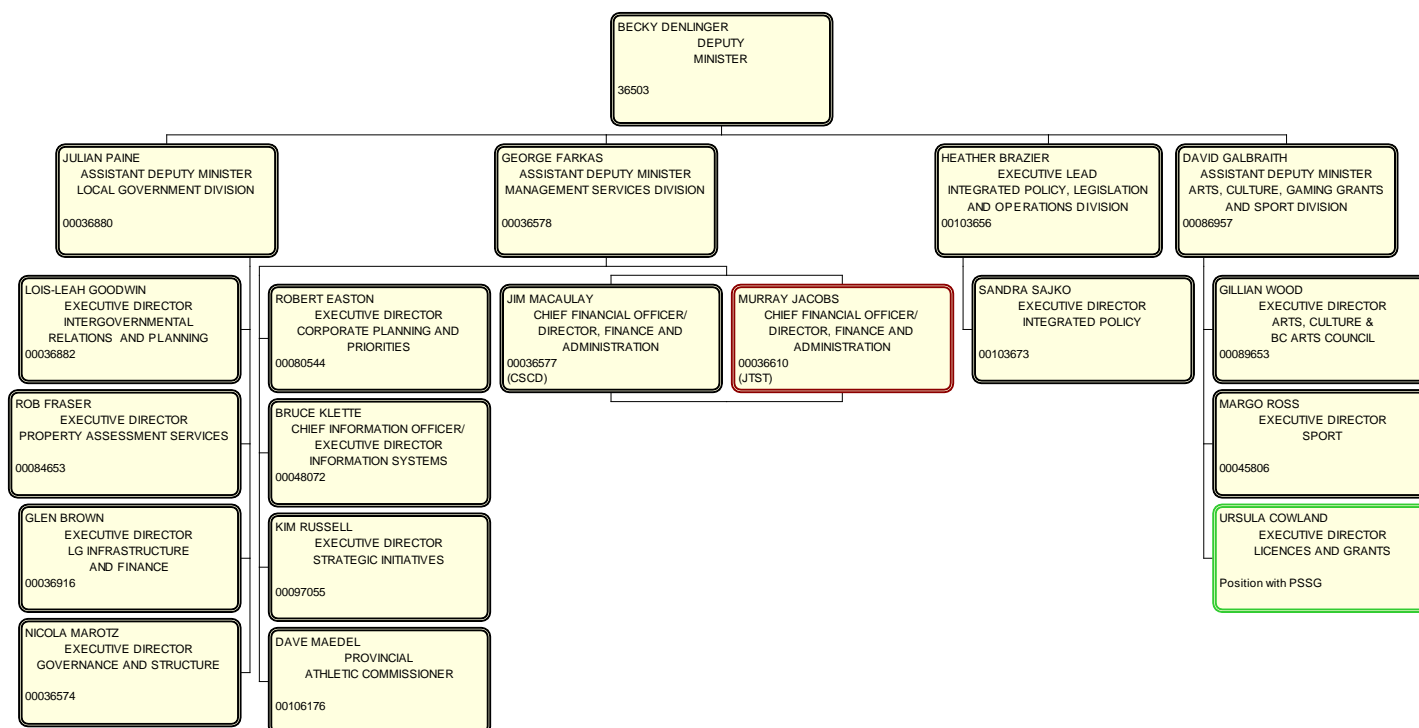 BECKY DENLINGER
DEPUTY
MINISTER
36503
JULIAN PAINE
ASSISTANT DEPUTY MINISTER
LOCAL GOVERNMENT DIVISION
00036880
GEORGE FARKAS
ASSISTANT DEPUTY MINISTER
MANAGEMENT SERVICES DIVISION
00036578
HEATHER BRAZIER
EXECUTIVE LEAD
INTEGRATED POLICY, LEGISLATION
AND OPERATIONS DIVISION
00103656
DAVID GALBRAITH
ASSISTANT DEPUTY MINISTER
ARTS, CULTURE, GAMING GRANTS
AND SPORT DIVISION
00086957
LOIS-LEAH GOODWIN
EXECUTIVE DIRECTOR
INTERGOVERNMENTAL
RELATIONS AND PLANNING
00036882
ROB FRASER
EXECUTIVE DIRECTOR
PROPERTY ASSESSMENT SERVICES
00084653
GLEN BROWN
EXECUTIVE DIRECTOR
LG INFRASTRUCTURE
AND FINANCE
00036916
NICOLA MAROTZ
EXECUTIVE DIRECTOR
GOVERNANCE AND STRUCTURE
00036574
ROBERT EASTON
EXECUTIVE DIRECTOR
CORPORATE PLANNING AND
PRIORITIES
00080544
BRUCE KLETTE
CHIEF INFORMATION OFFICER/
EXECUTIVE DIRECTOR
INFORMATION SYSTEMS
00048072
KIM RUSSELL
EXECUTIVE DIRECTOR
STRATEGIC INITIATIVES
00097055
DAVE MAEDEL
PROVINCIAL
ATHLETIC COMMISSIONER
00106176
JIM MACAULAY
CHIEF FINANCIAL OFFICER/
DIRECTOR, FINANCE AND
ADMINISTRATION
00036577
(CSCD)
MURRAY JACOBS
CHIEF FINANCIAL OFFICER/
DIRECTOR, FINANCE AND
ADMINISTRATION
00036610
(JTST)
SANDRA SAJKO
EXECUTIVE DIRECTOR
INTEGRATED POLICY
00103673
GILLIAN WOOD
EXECUTIVE DIRECTOR
ARTS, CULTURE &
BC ARTS COUNCIL
00089653
MARGO ROSS
EXECUTIVE DIRECTOR
SPORT
00045806
URSULA COWLAND
EXECUTIVE DIRECTOR
LICENCES AND GRANTS
Position with PSSG